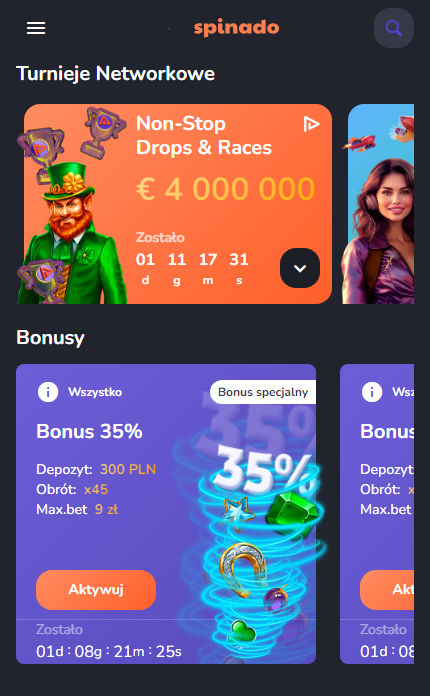 spinado
Turnieje Networkowe
Non-Stop
Drops & Races
€ 4 000 000
Zostało
01 11 17 31
d g m s
Bonusy
Wszystko
Bonus specjalny
Bonus 35%
35%
35%
Depozyt: 300 PLN
Obrót: x45
Max.bet 9 zł
Aktywuj
Zostało
01d : 08g : 21m : 25s
Bonus
Depozyt
Obrót:
Max.bet
Zostało
01d : 08